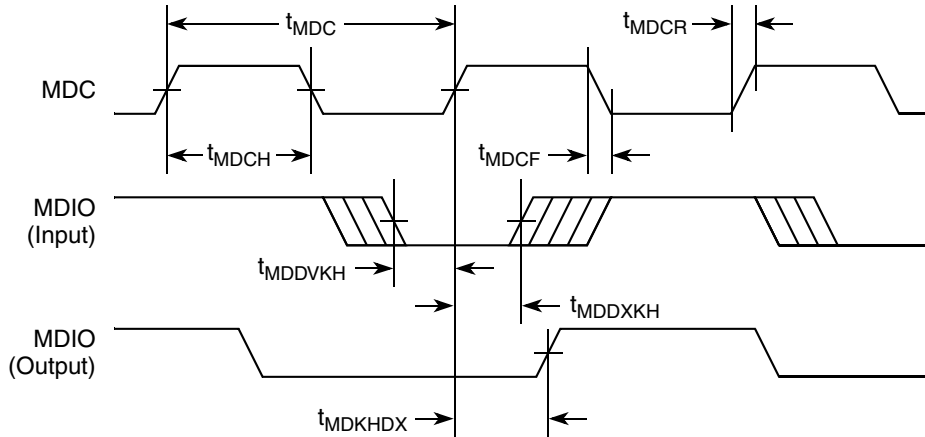 tMDC
tMDCR
MDC
tMDCH
tMDCF
MDIO
(Input)
tMDDVKH
tMDDXKH
MDIO
(Output)
tMDKHDX